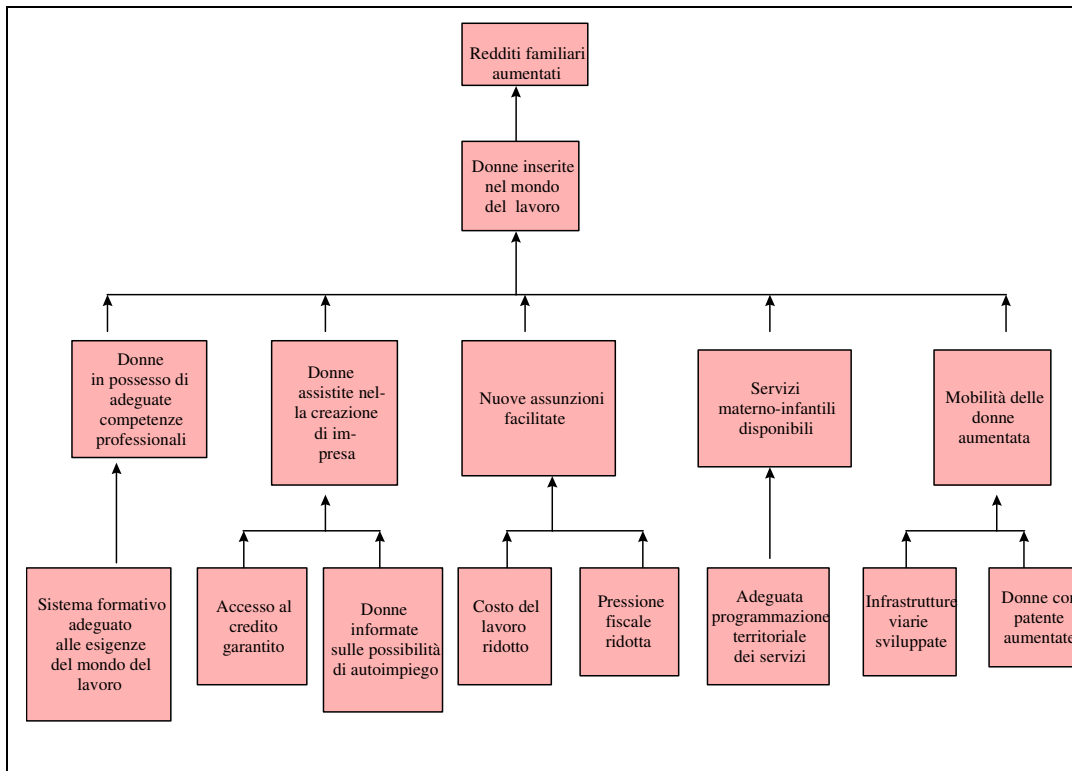 Redditi familiari
aumentati
Donne inserite
nel mondo
del lavoro
Donne
in possesso di
adeguate
competenze
professionali
Donne
assistite nel-
la creazione
di im-
presa
Nuove assunzioni
facilitate
Servizi
materno-infantili
disponibili
Mobilità delle
donne
aumentata
Sistema formativo
adeguato
alle esigenze
del mondo del
lavoro
Accesso al
credito
garantito
Donne
informate
sulle possibilità
di autoimpiego
Costo del
lavoro
ridotto
Pressione
fiscale
ridotta
Adeguata
programmazione
territoriale
dei servizi
Infrastrutture
viarie
sviluppate
Donne con
patente
aumentate